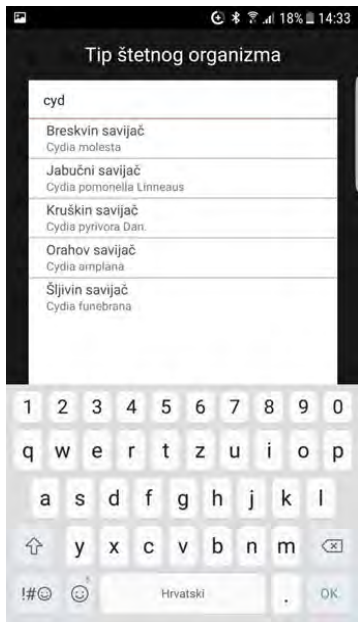 18% 14:33
Tip štetnog organizma
cyd
Breskvin savijač
Cydia molesta
Jabučni savijač
Cydia pomonella Linneaus
Kruškin savijač
Cydia pyrivora Dan.
Orahov savijač
Cydia amplana
Šljivin savijač
Cydia funebrana
1 2 3 4 5 6 7 8 9 0
q w e r t z u i o p
a s d f g h j k l
y x c v b n m
!#☺ Hrvatski . OK